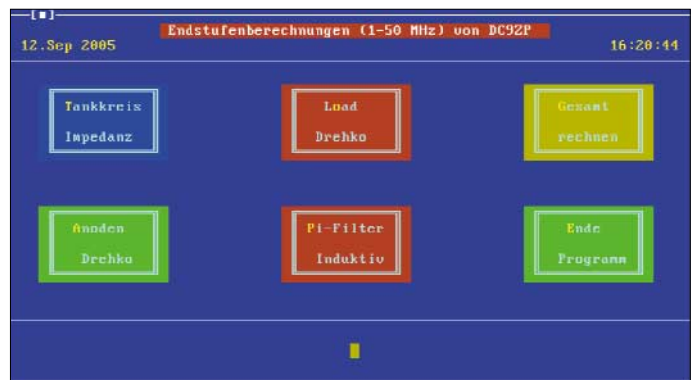 [■]
Endstufenberechnungen (1-50 MHz) von DC9ZP
12.Sep 2005
16:20:44
Tankkreis
Impedanz
Load
Drehko
Gesamt
rechnen
Anoden
Drehko
Pi-Filter
Induktiv
Ende
Programm